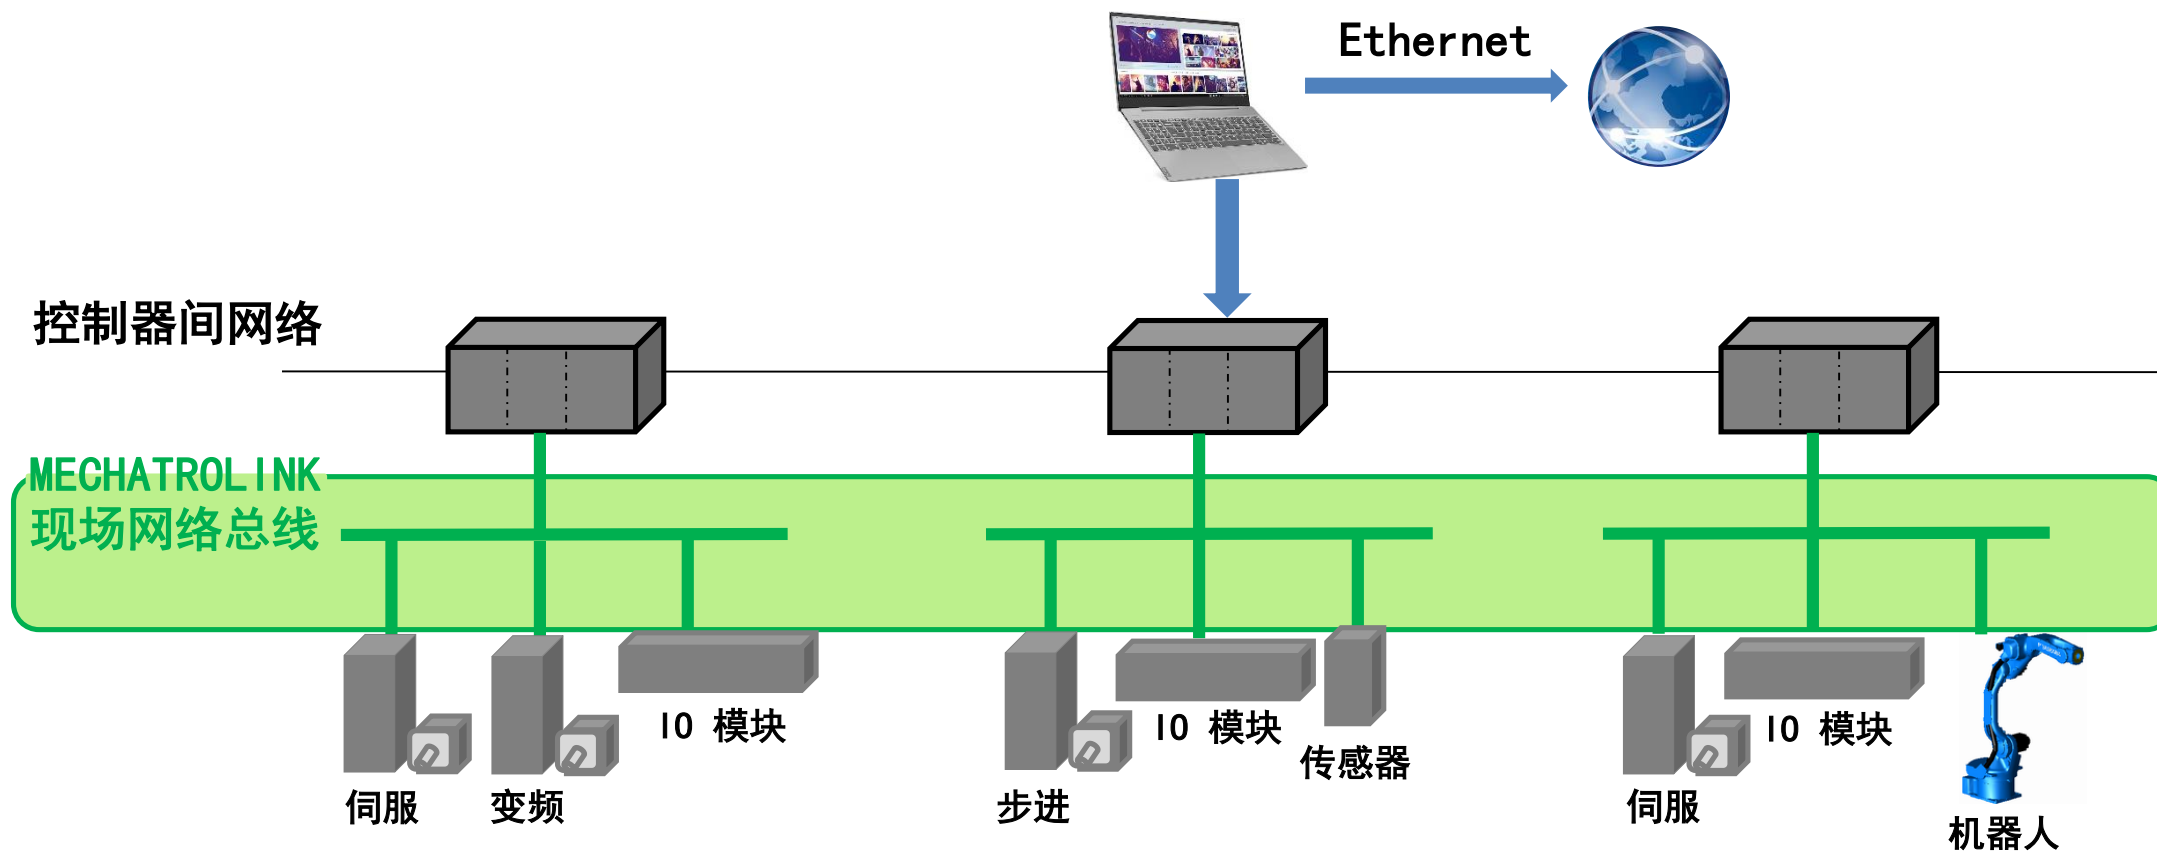 Ethernet
控制器间网络
MECHATROLINK
现场网络总线
IO 模块
IO 模块
IO 模块
传感器
伺服
变频
步进
伺服
机器人